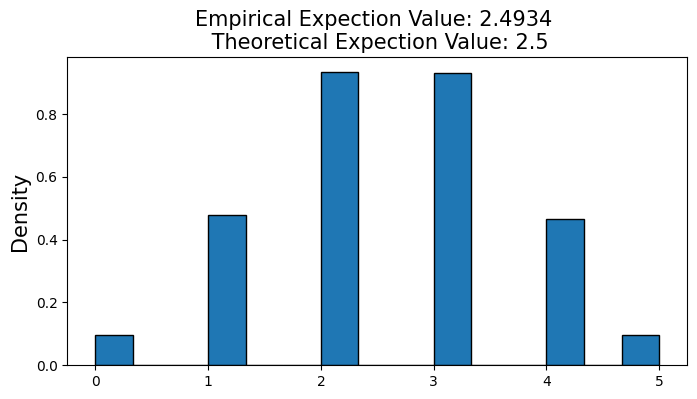 Empirical Expection Value: 2.4934
Theoretical Expection Value: 2.5
Density
0.8
0.6
0.4
0.2
0.0
0 1 2 3 4 5